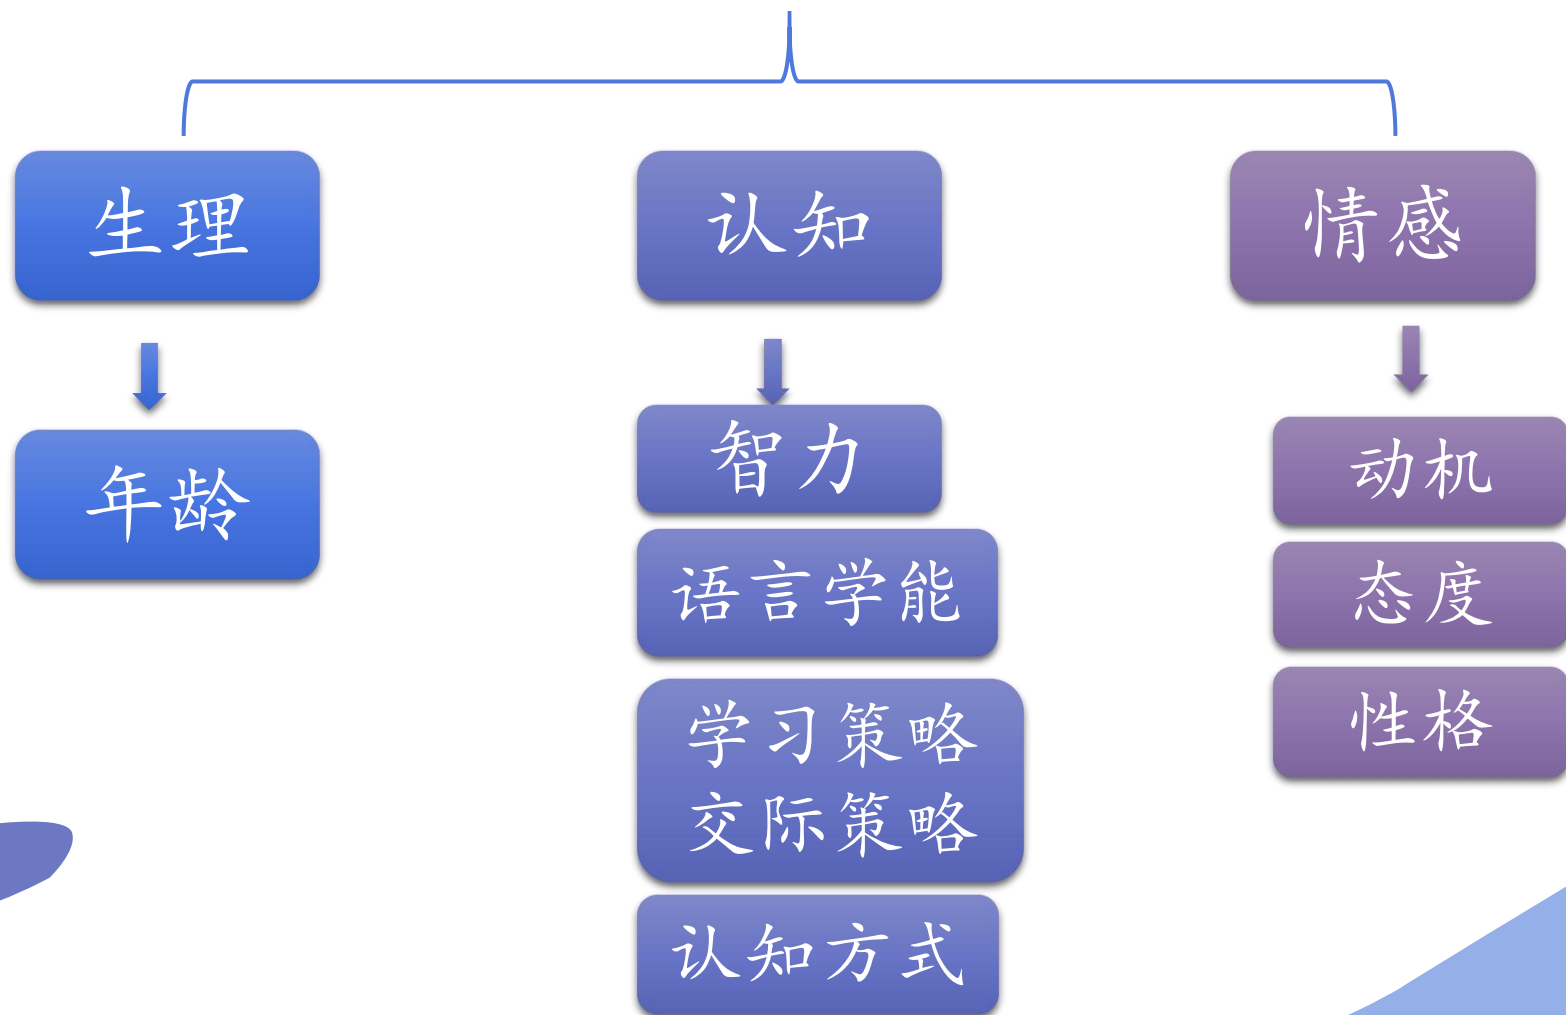 生理
认知
情感
年龄
智力
语言学能
学习策略
交际策略
认知方式
动机
态度
性格